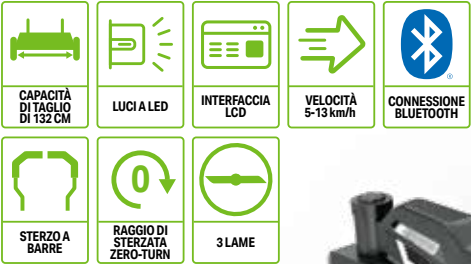 CAPACITÀ
DI TAGLIO
DI 132 CM
LUCI A LED
INTERFACCIA
LCD
VELOCITÀ
5-13 km/h
®
CONNESSIONE
BLUETOOTH
STERZO A
BARRE
0
RAGGIO DI
STERZATA
ZERO-TURN
3 LAME